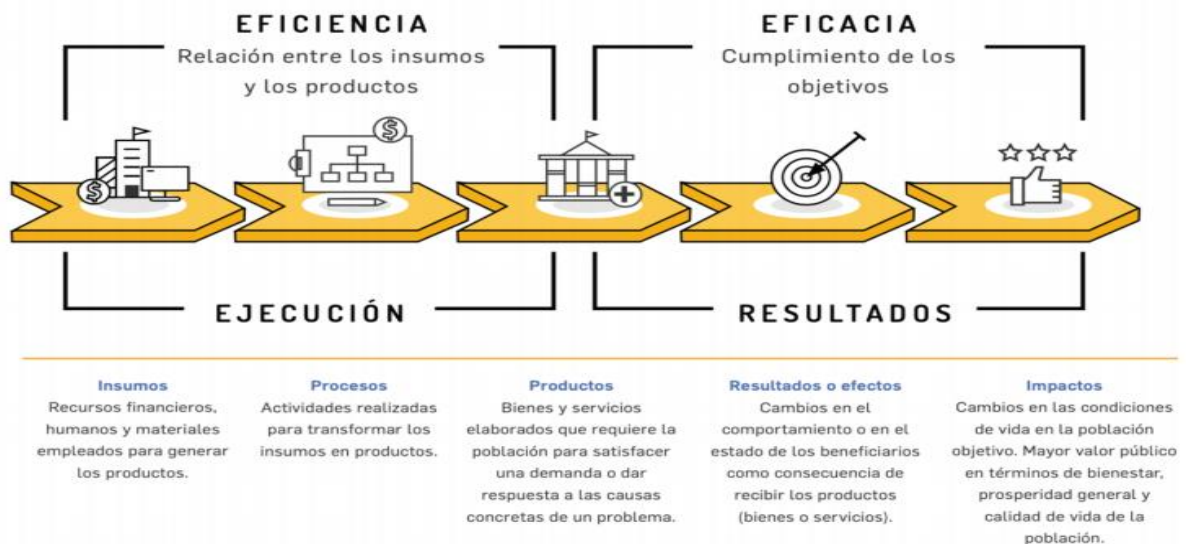 EFICIENCIA
Relación entre los insumos
y los productos
EFICACIA
Cumplimiento de los
objetivos
$
$
EJECUCIÓN
RESULTADOS
Insumos
Recursos financieros,
humanos y materiales
empleados para generar
los productos.
Procesos
Actividades realizadas
para transformar los
insumos en productos.
Productos
Bienes y servicios
elaborados que requiere la
población para satisfacer
una demanda o dar
respuesta a las causas
concretas de un problema.
Resultados o efectos
Cambios en el
comportamiento o en el
estado de los beneficiarios
como consecuencia de
recibir los productos
(bienes o servicios).
Impactos
Cambios en las condiciones
de vida en la población
objetivo. Mayor valor público
en términos de bienestar,
prosperidad general y
calidad de vida de la
población.